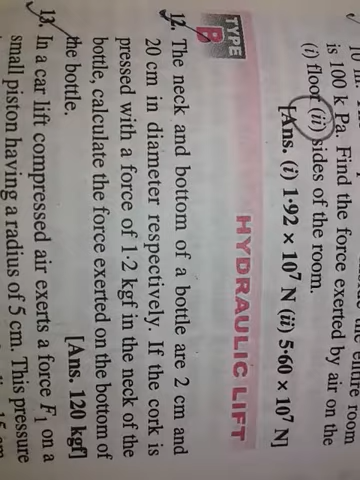 is 100 k Pa. Find the force exerted by air on the
(i) floor (ii) sides of the room.
[Ans. (i) 1·92 × 10⁷ N (ii) 5·60 × 10⁷ N]
TYPE
B
HYDRAULIC LIFT
12. The neck and bottom of a bottle are 2 cm and
20 cm in diameter respectively. If the cork is
pressed with a force of 1·2 kgf in the neck of the
bottle, calculate the force exerted on the bottom of
the bottle.
[Ans. 120 kgf]
13. In a car lift compressed air exerts a force F₁ on a
small piston having a radius of 5 cm. This pressure